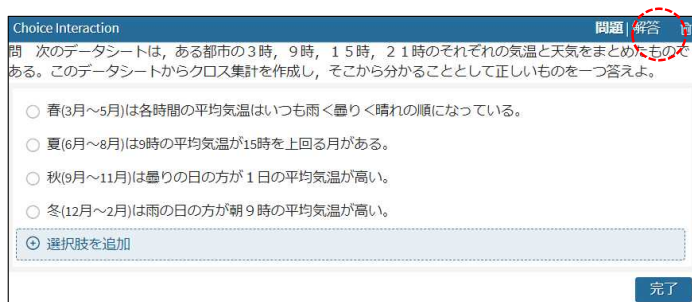 Choice Interaction 問題 | 解答
問　次のデータシートは，ある都市の３時，９時，１５時，２１時のそれぞれの気温と天気をまとめたもので
ある。このデータシートからクロス集計を作成し，そこから分かることとして正しいものを一つ答えよ。
春(3月～5月)は各時間の平均気温はいつも雨＜曇り＜晴れの順になっている。
夏(6月～8月)は9時の平均気温が15時を上回る月がある。
秋(9月～11月)は曇りの日の方が１日の平均気温が高い。
冬(12月～2月)は雨の日の方が朝９時の平均気温が高い。
選択肢を追加
完了